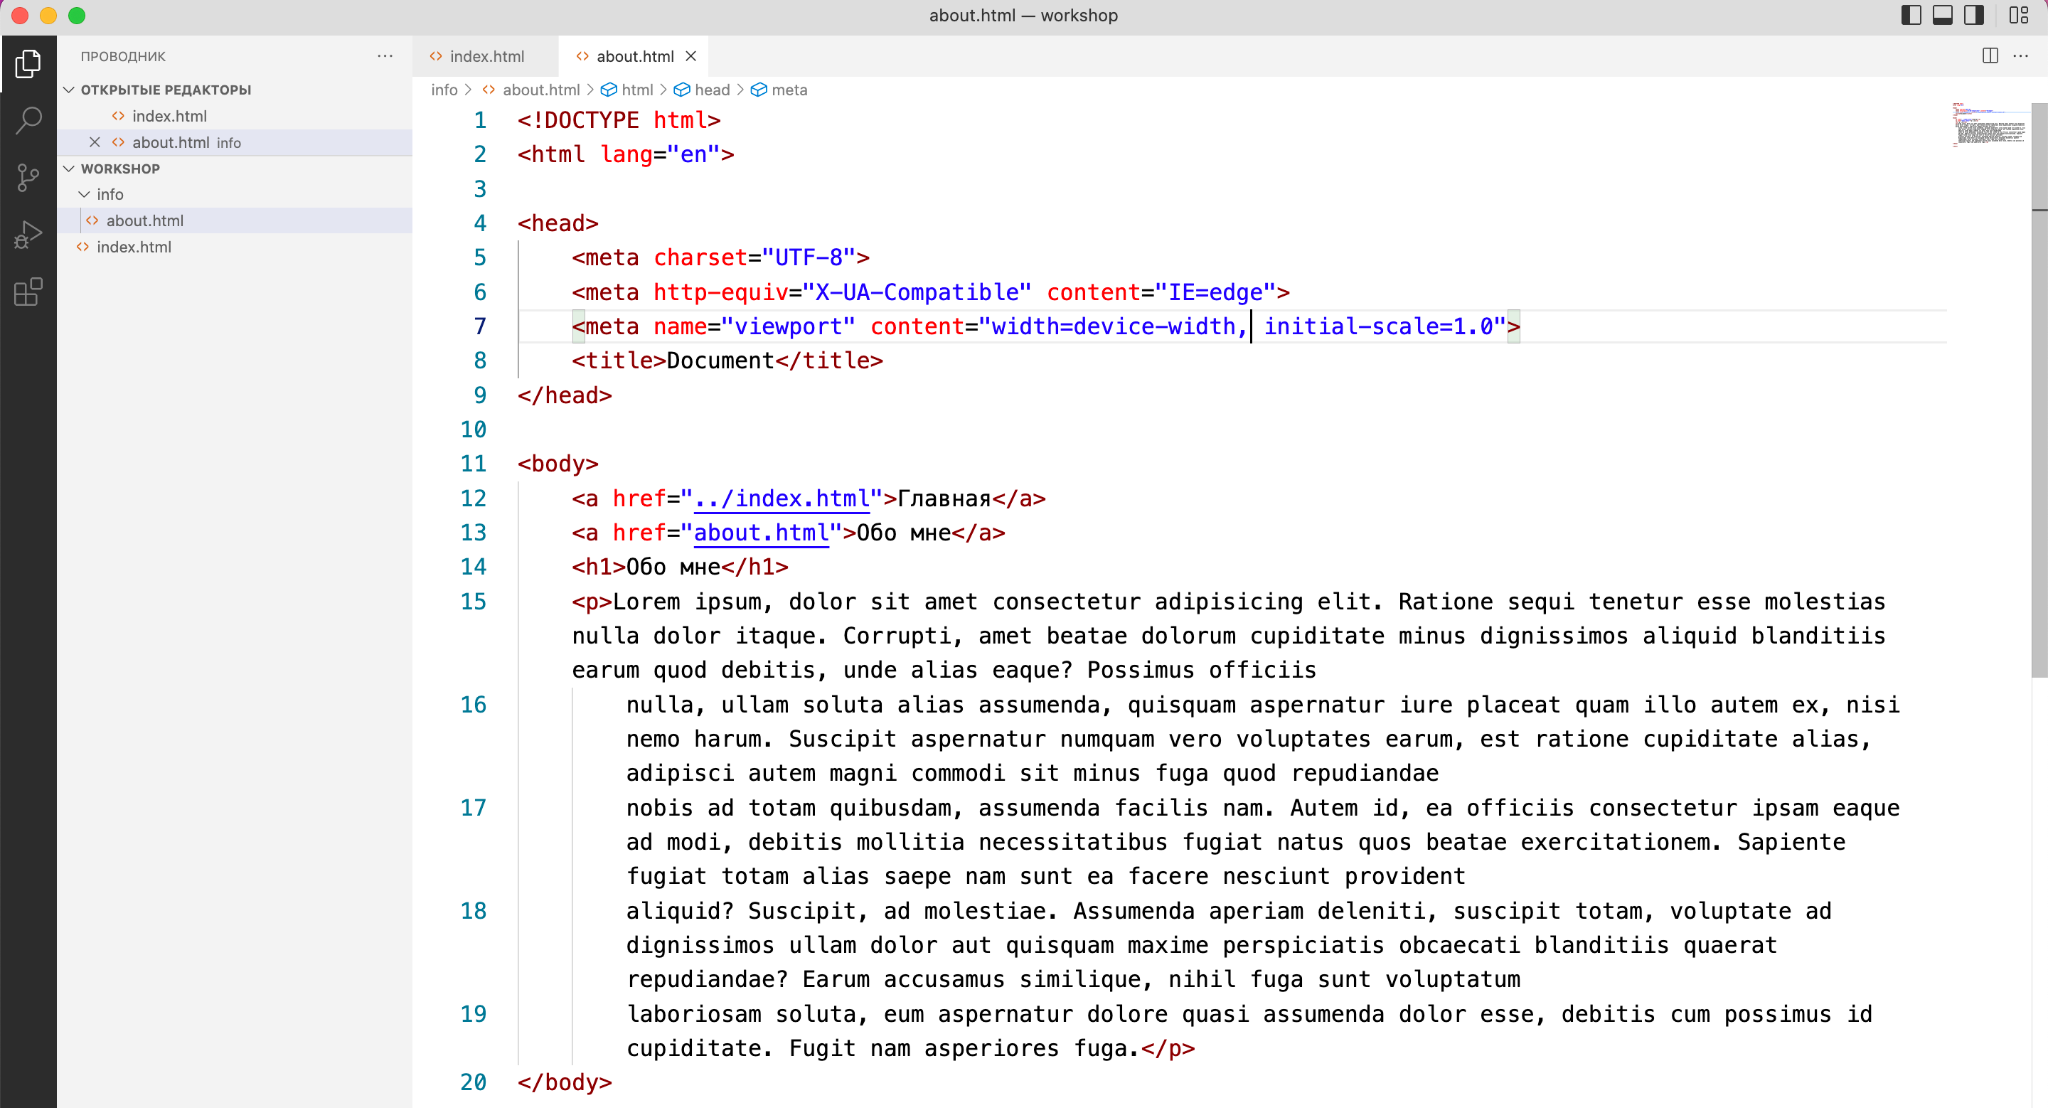 about.html — workshop
ПРОВОДНИК
ОТКРЫТЫЕ РЕДАКТОРЫ
index.html
about.html info
WORKSHOP
info
about.html
index.html
index.html
about.html
info > about.html > html > head > meta
1 <!DOCTYPE html>
2 <html lang="en">
3
4 <head>
5 <meta charset="UTF-8">
6 <meta http-equiv="X-UA-Compatible" content="IE=edge">
7 <meta name="viewport" content="width=device-width, initial-scale=1.0">
8 <title>Document</title>
9 </head>
10
11 <body>
12 <a href="../index.html">Главная</a>
13 <a href="about.html">Обо мне</a>
14 <h1>Обо мне</h1>
15 <p>Lorem ipsum, dolor sit amet consectetur adipisicing elit. Ratione sequi tenetur esse molestias
nulla dolor itaque. Corrupti, amet beatae dolorum cupiditate minus dignissimos aliquid blanditiis
earum quod debitis, unde alias eaque? Possimus officiis
16 nulla, ullam soluta alias assumenda, quisquam aspernatur iure placeat quam illo autem ex, nisi
nemo harum. Suscipit aspernatur numquam vero voluptates earum, est ratione cupiditate alias,
adipisci autem magni commodi sit minus fuga quod repudiandae
17 nobis ad totam quibusdam, assumenda facilis nam. Autem id, ea officiis consectetur ipsam eaque
ad modi, debitis mollitia necessitatibus fugiat natus quos beatae exercitationem. Sapiente
fugiat totam alias saepe nam sunt ea facere nesciunt provident
18 aliquid? Suscipit, ad molestiae. Assumenda aperiam deleniti, suscipit totam, voluptate ad
dignissimos ullam dolor aut quisquam maxime perspiciatis obcaecati blanditiis quaerat
repudiandae? Earum accusamus similique, nihil fuga sunt voluptatum
19 laboriosam soluta, eum aspernatur dolore quasi assumenda dolor esse, debitis cum possimus id
cupiditate. Fugit nam asperiores fuga.</p>
20 </body>